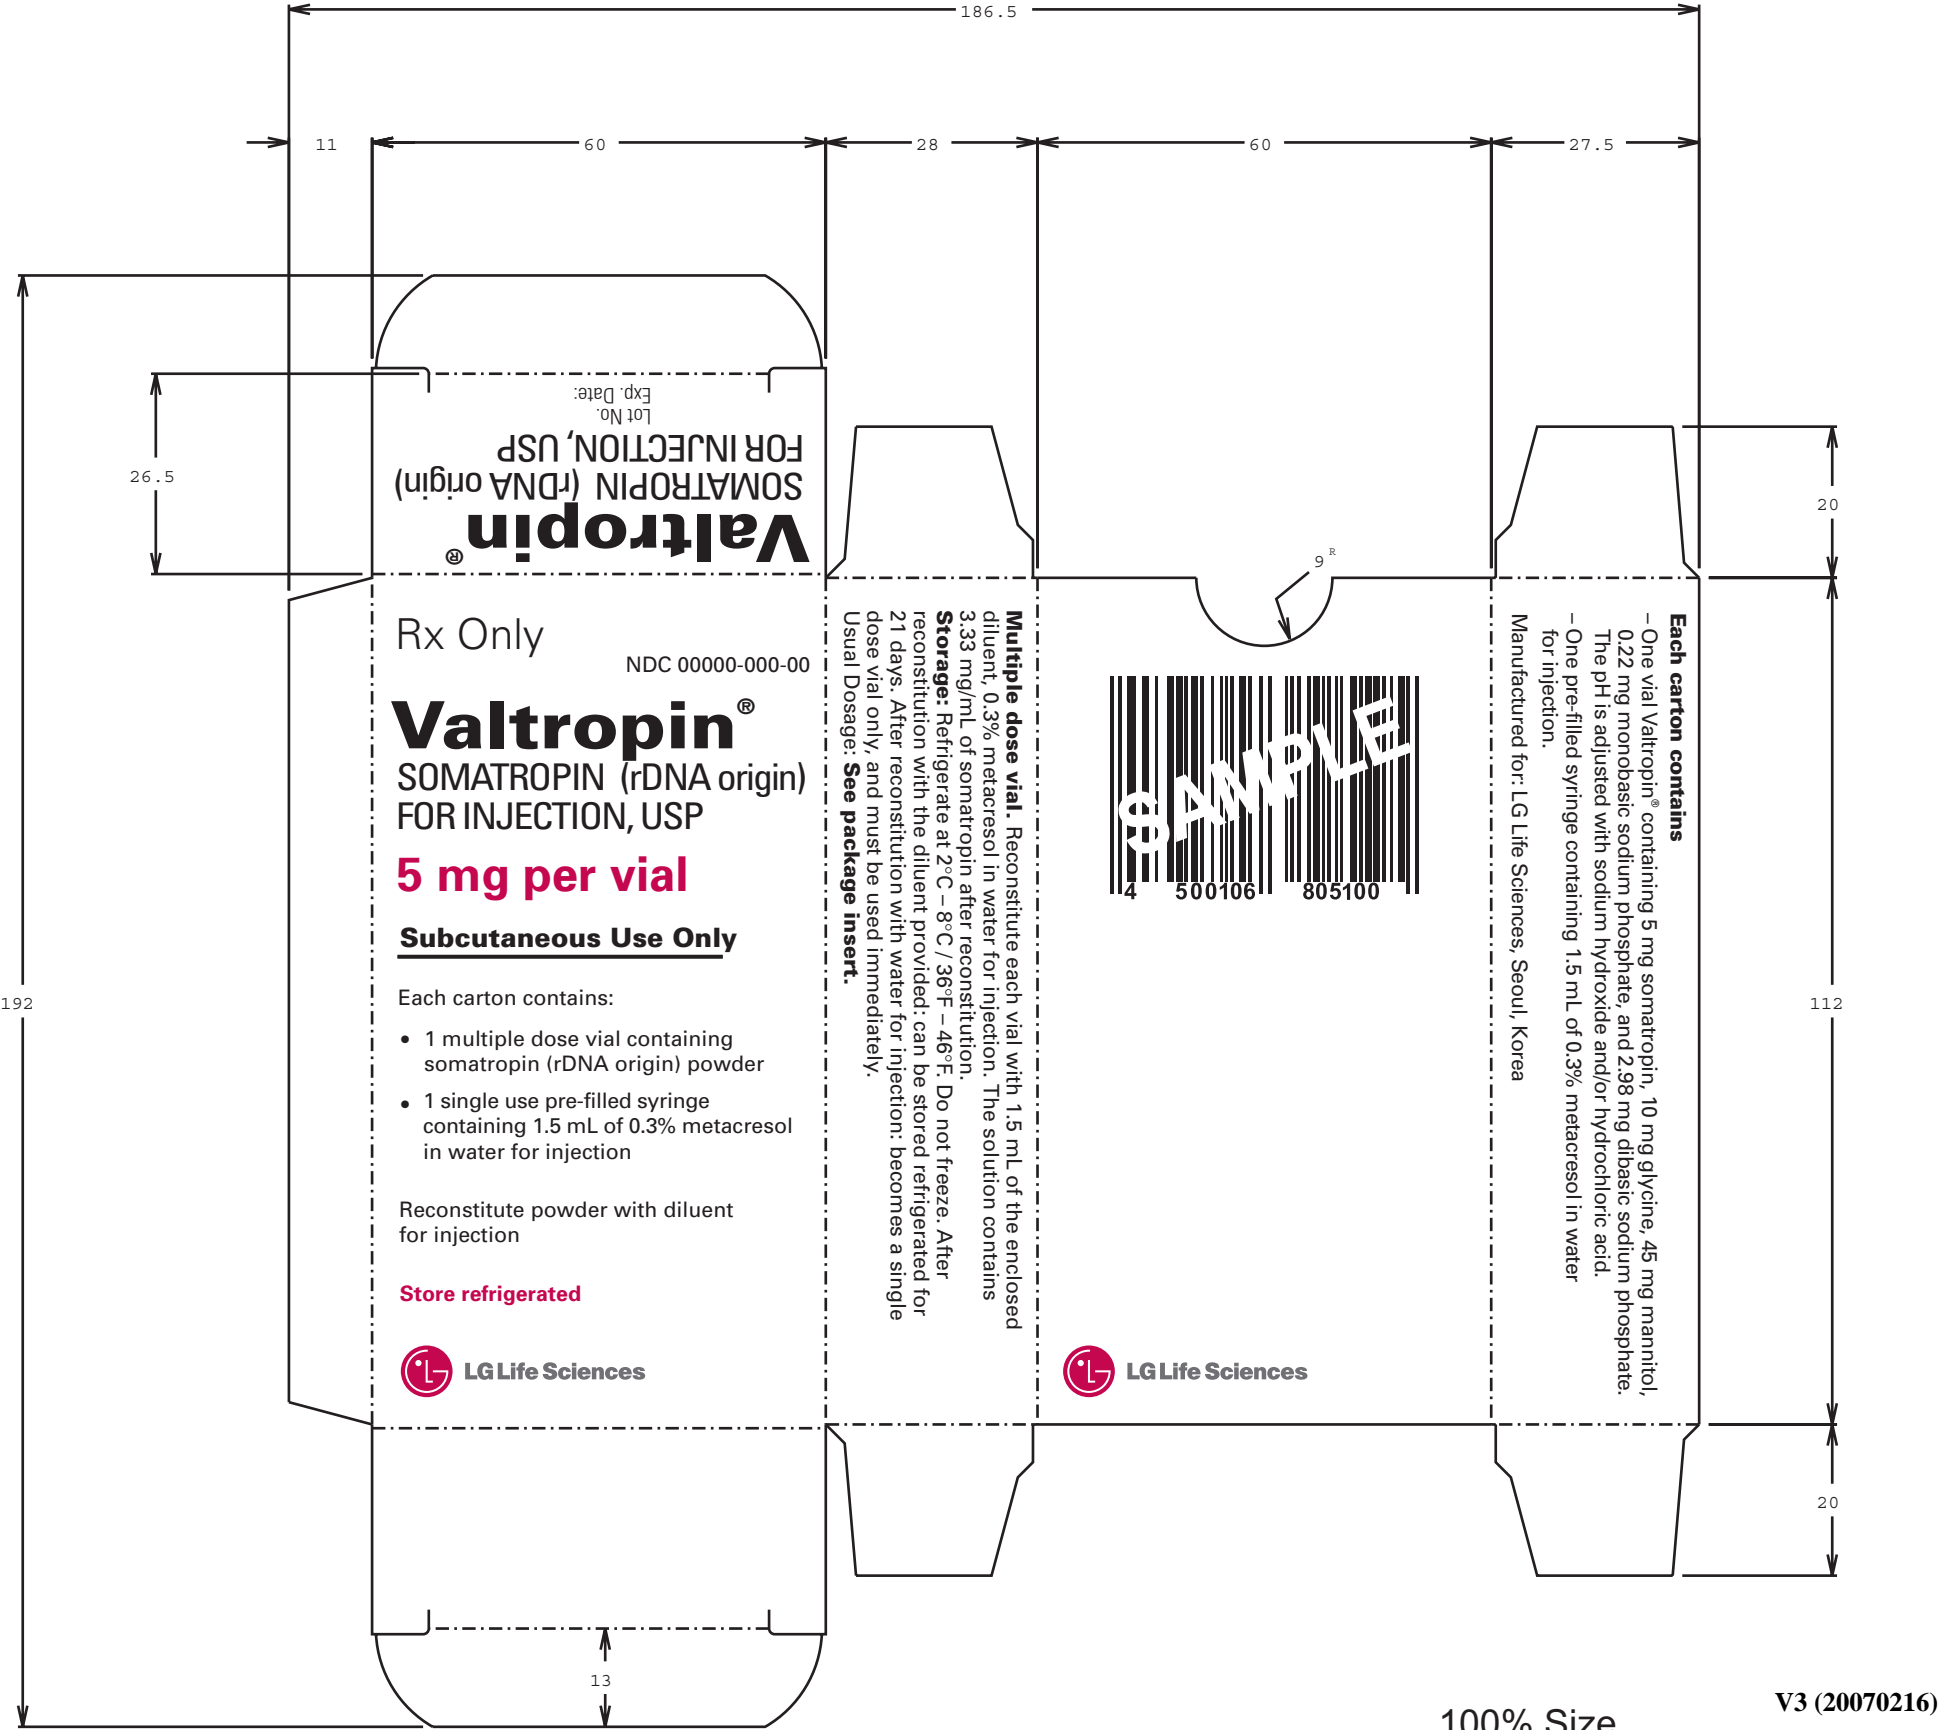 186.5
11
60
28
60
27.5
26.5
192
Exp. Date:
Lot No.
FOR INJECTION, USP
SOMATROPIN (rDNA origin)
Valtropin®
Rx Only
NDC 00000-000-00
Valtropin®
SOMATROPIN (rDNA origin)
FOR INJECTION, USP
5 mg per vial
Subcutaneous Use Only
Each carton contains:
• 1 multiple dose vial containing
somatropin (rDNA origin) powder
• 1 single use pre-filled syringe
containing 1.5 mL of 0.3% metacresol
in water for injection
Reconstitute powder with diluent
for injection
Store refrigerated
LG LG Life Sciences
13
Multiple dose vial. Reconstitute each vial with 1.5 mL of the enclosed
diluent, 0.3% metacresol in water for injection. The solution contains
3.33 mg/mL of somatropin after reconstitution.
Storage: Refrigerate at 2°C – 8°C / 36°F – 46°F. Do not freeze. After
reconstitution with the diluent provided: can be stored refrigerated for
21 days. After reconstitution with water for injection: becomes a single
dose vial only, and must be used immediately.
Usual Dosage: See package insert.
9 R
SAMPLE
4 500106 805100
LG LG Life Sciences
Each carton contains
– One vial Valtropin® containing 5 mg somatropin, 10 mg glycine, 45 mg mannitol,
0.22 mg monobasic sodium phosphate, and 2.98 mg dibasic sodium phosphate.
The pH is adjusted with sodium hydroxide and/or hydrochloric acid.
– One pre-filled syringe containing 1.5 mL of 0.3% metacresol in water
for injection.
Manufactured for: LG Life Sciences, Seoul, Korea
20
112
20
100% Size
V3 (20070216)